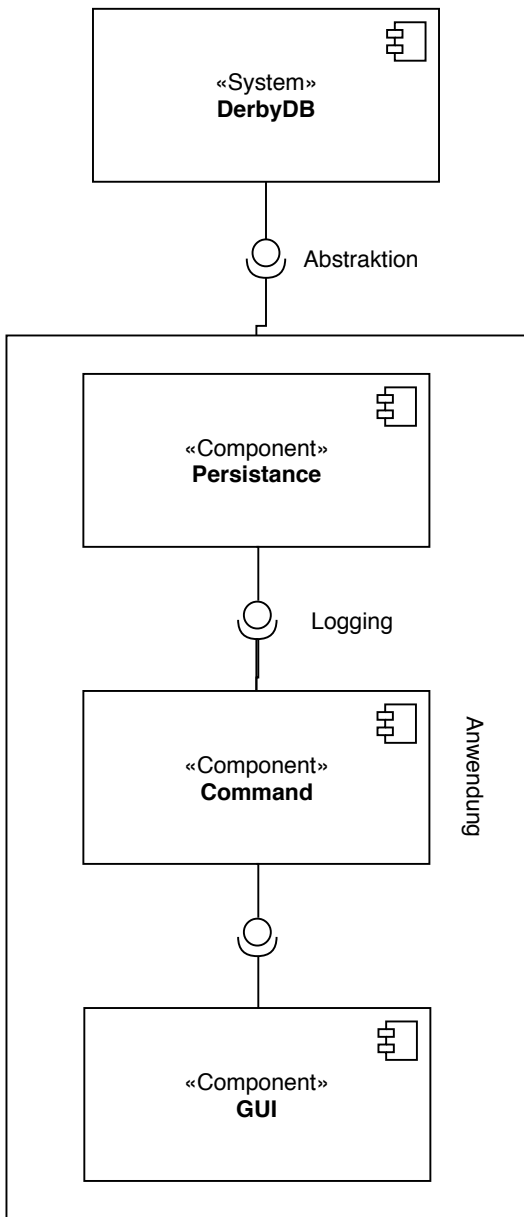 «System»
DerbyDB
Abstraktion
«Component»
Persistance
Logging
«Component»
Command
Anwendung
«Component»
GUI